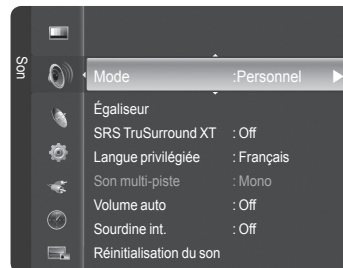 Son
Mode :Personnel
Égaliseur
SRS TruSurround XT : Off
Langue privilégiée : Français
Son multi-piste : Mono
Volume auto : Off
Sourdine int. : Off
Réinitialisation du son